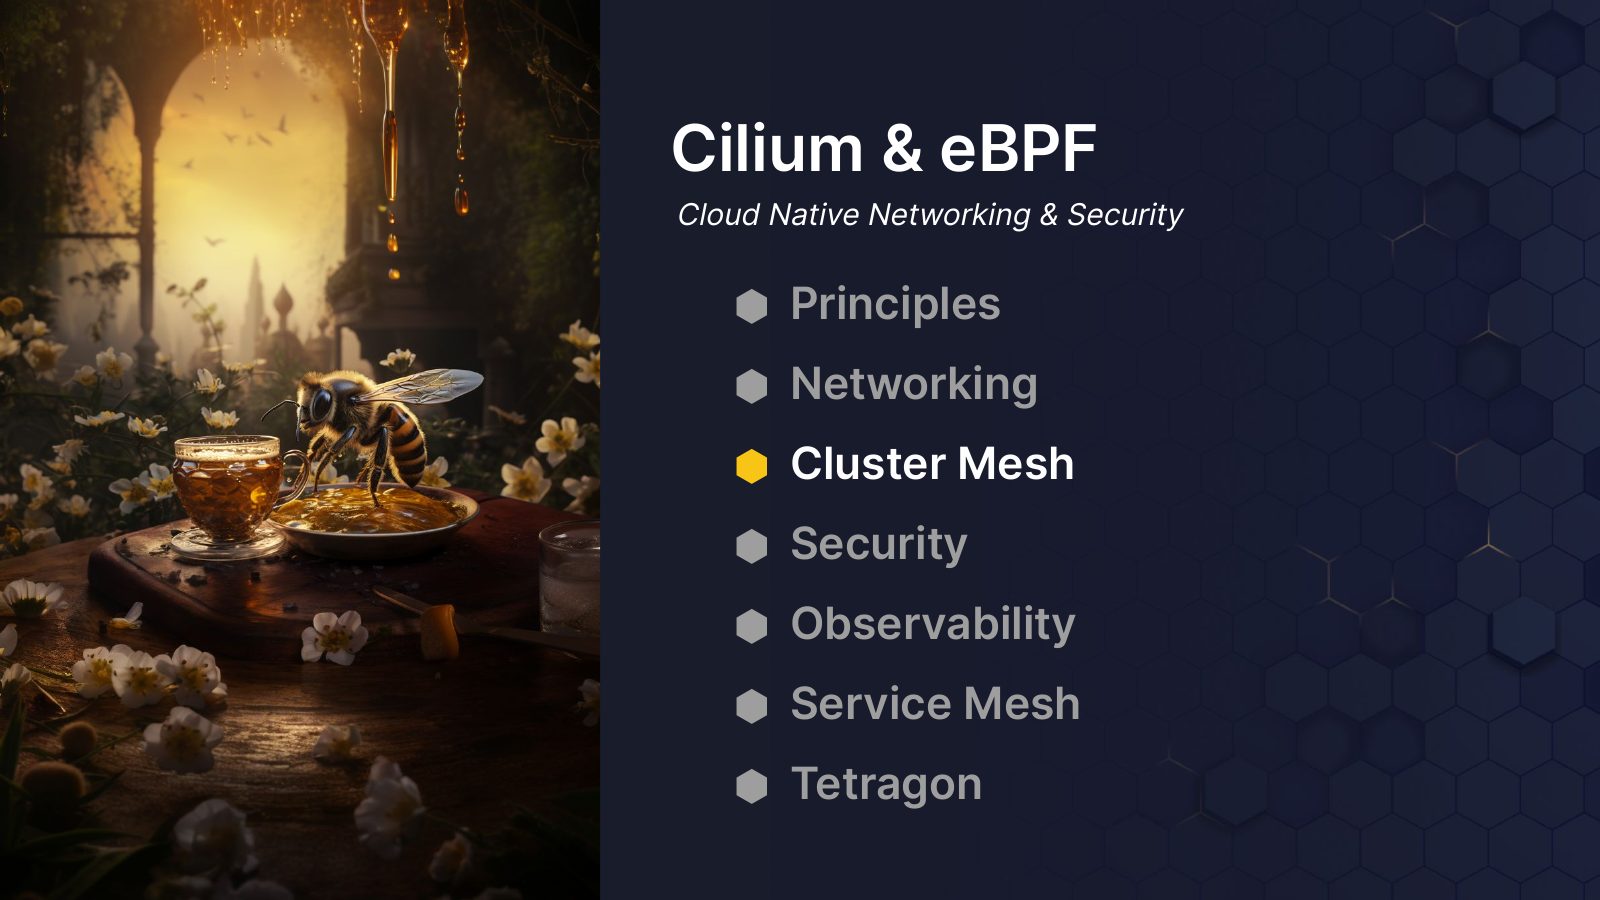 Cilium & eBPF
Cloud Native Networking & Security
Principles
Networking
Cluster Mesh
Security
Observability
Service Mesh
Tetragon